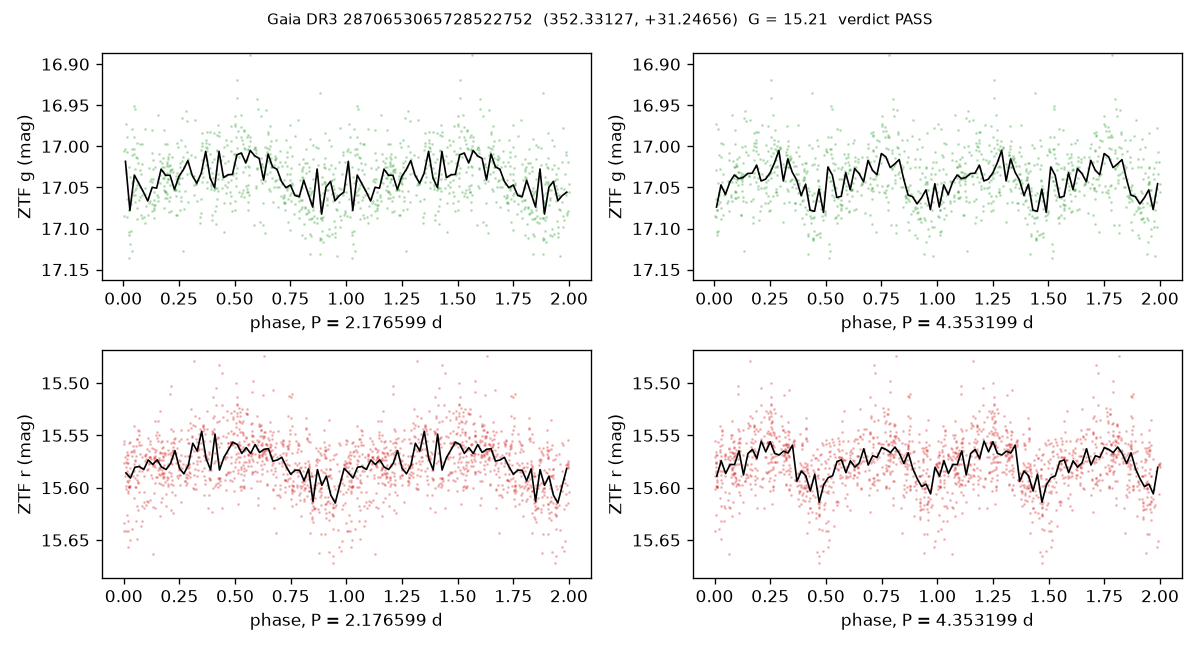 Gaia DR3 2870653065728522752 (352.33127, +31.24656) G = 15.21 verdict PASS
ZTF g (mag)
16.90
16.95
17.00
17.05
17.10
17.15
0.00 0.25 0.50 0.75 1.00 1.25 1.50 1.75 2.00
phase, P = 2.176599 d
ZTF g (mag)
16.90
16.95
17.00
17.05
17.10
17.15
0.00 0.25 0.50 0.75 1.00 1.25 1.50 1.75 2.00
phase, P = 4.353199 d
ZTF r (mag)
15.50
15.55
15.60
15.65
0.00 0.25 0.50 0.75 1.00 1.25 1.50 1.75 2.00
phase, P = 2.176599 d
ZTF r (mag)
15.50
15.55
15.60
15.65
0.00 0.25 0.50 0.75 1.00 1.25 1.50 1.75 2.00
phase, P = 4.353199 d